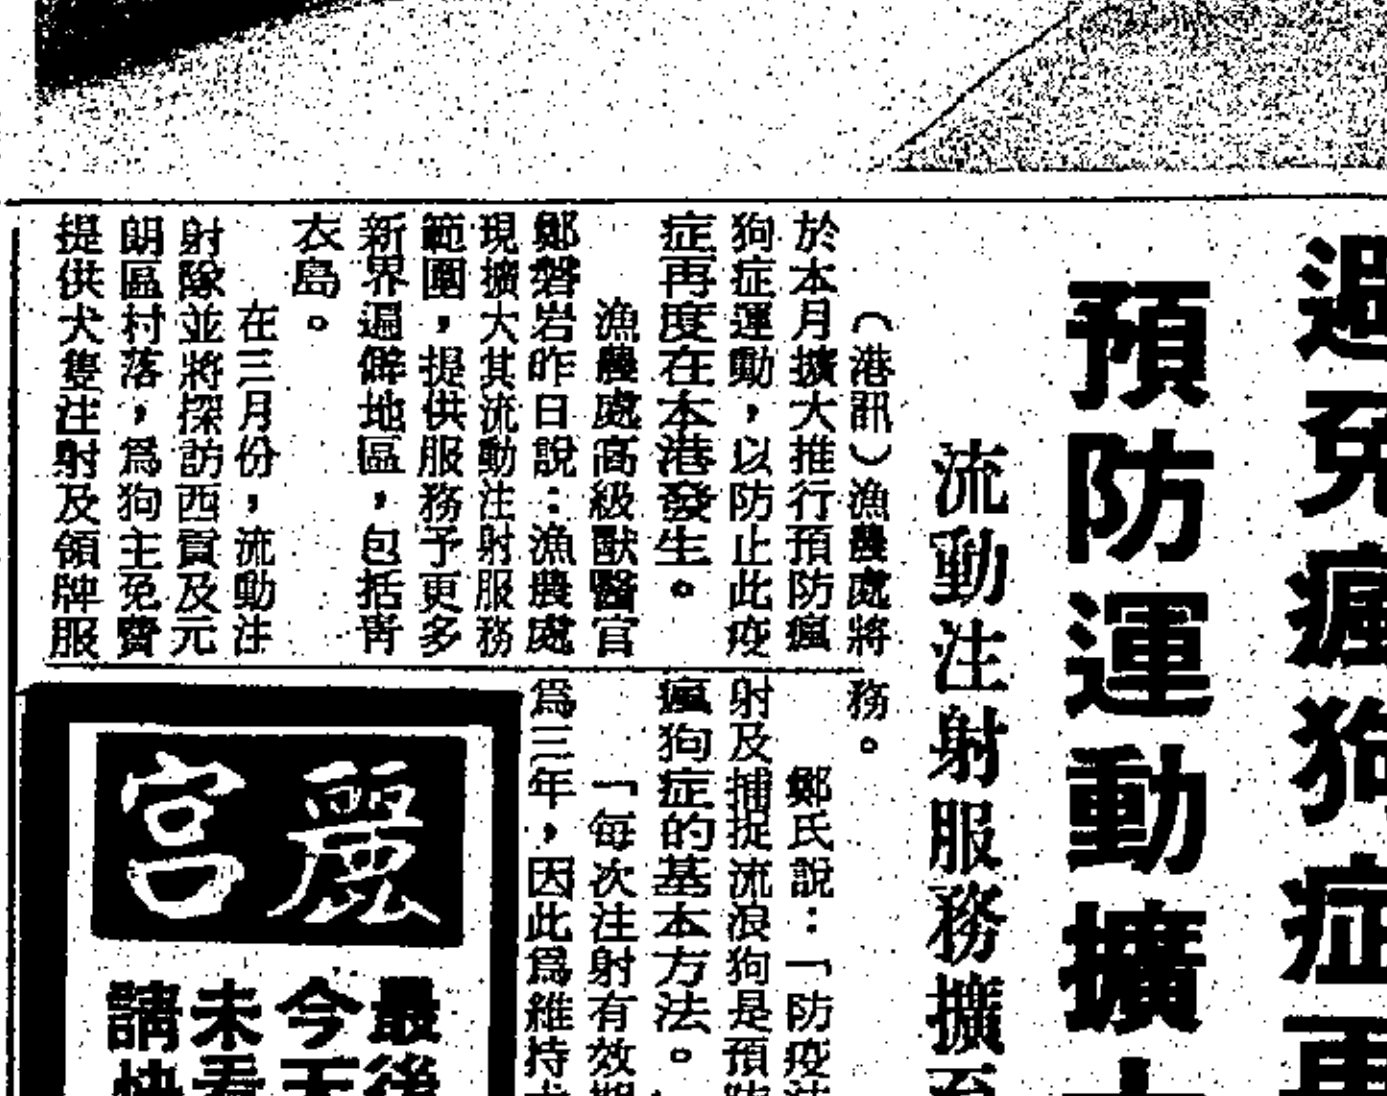 避免瘋狗症再
預防運動擴大
流動注射服務擴至
（港訊）漁農處將
於本月擴大推行預防瘋
狗症運動，以防止此疫
症再度在本港發生。
漁農處高級獸醫官
鄭磐岩昨日說：漁農處
現擴大其流動注射服務
範圍，提供服務予更多
新界遍僻地區，包括青
衣島。
在三月份，流動注
射隊並將探訪西貢及元
朗區村落，爲狗主免費
提供犬隻注射及領牌服
務。
鄭氏說：「防疫注
射及捕捉流浪狗是預防
瘋狗症的基本方法。
「每次注射有效期
爲三年，因此爲維持
麗宮
最後
今天
未看
請快